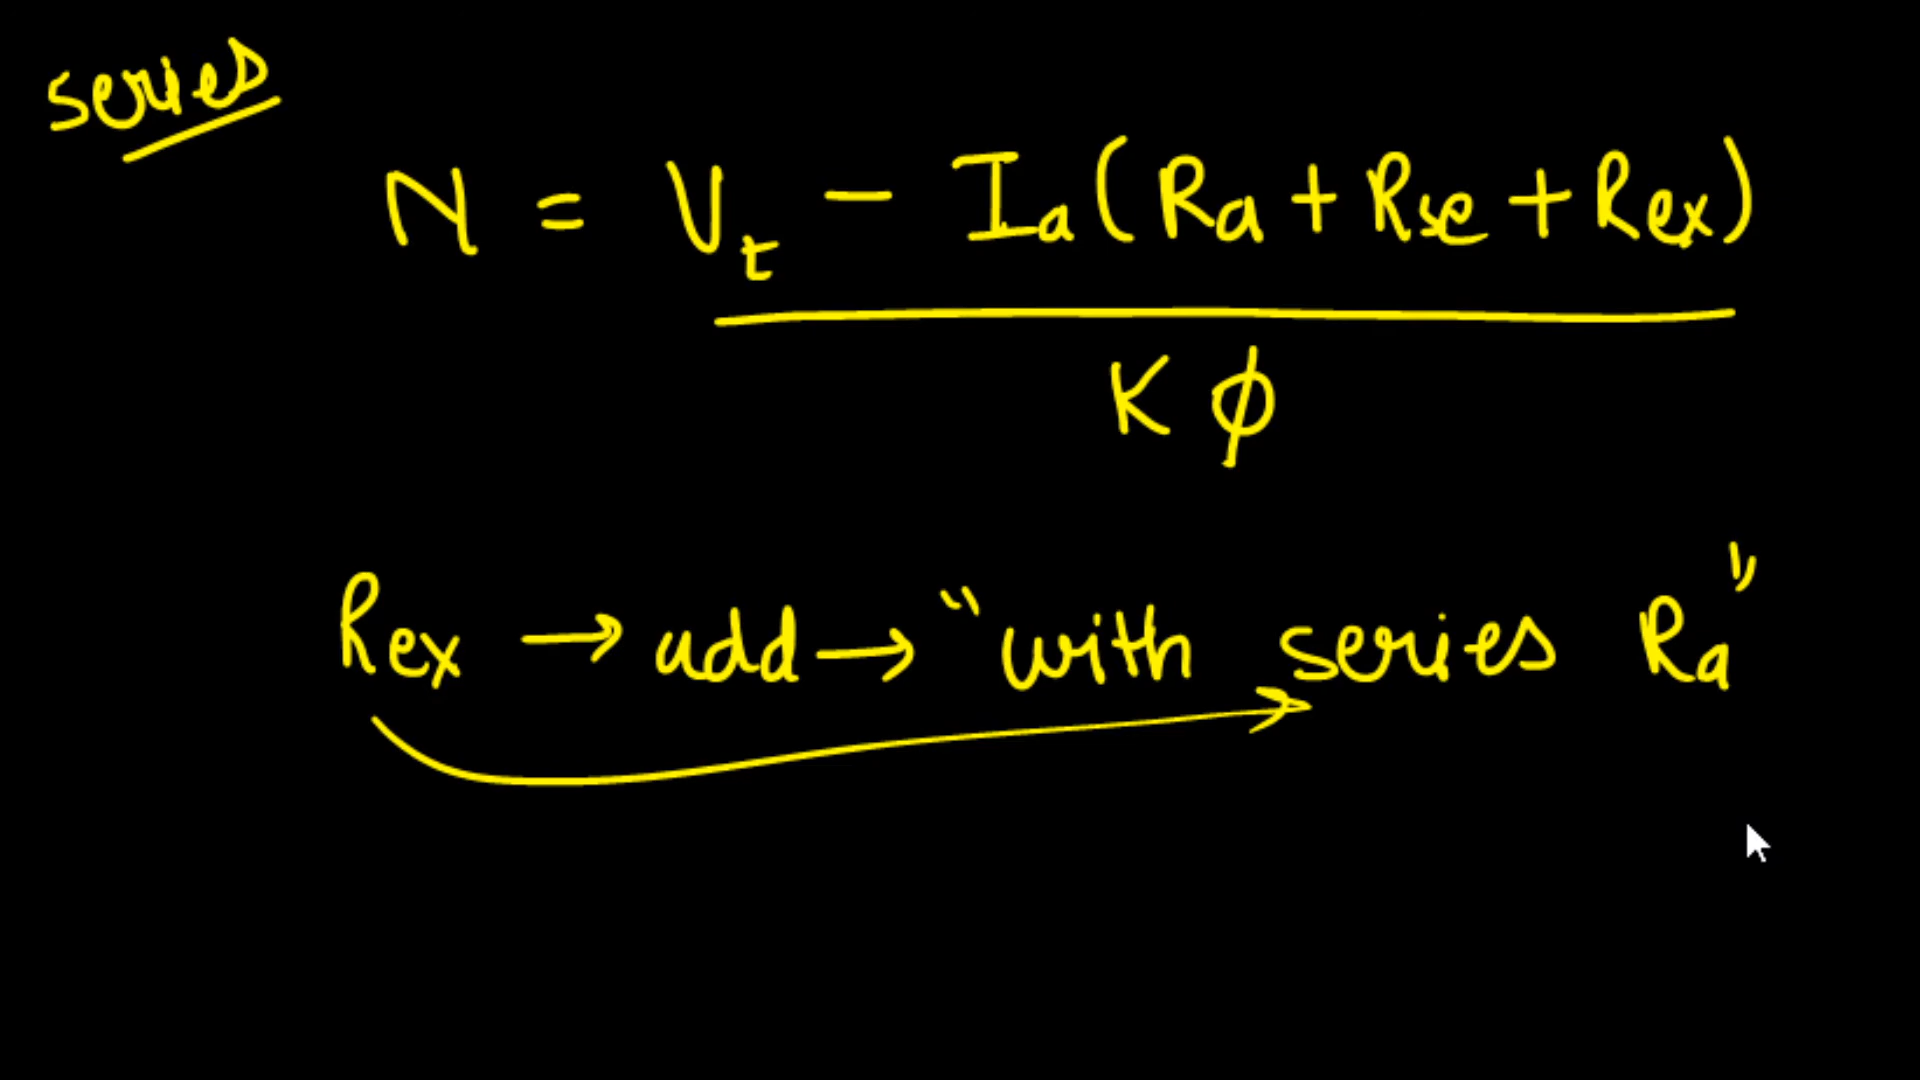 series
N = Vt - Ia(Ra + Rse + Rex)
Kφ
Rex → add → "with series Ra"